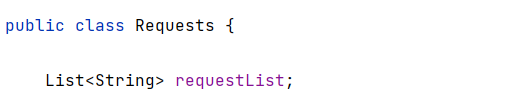 public class Requests {
    List<String> requestList;